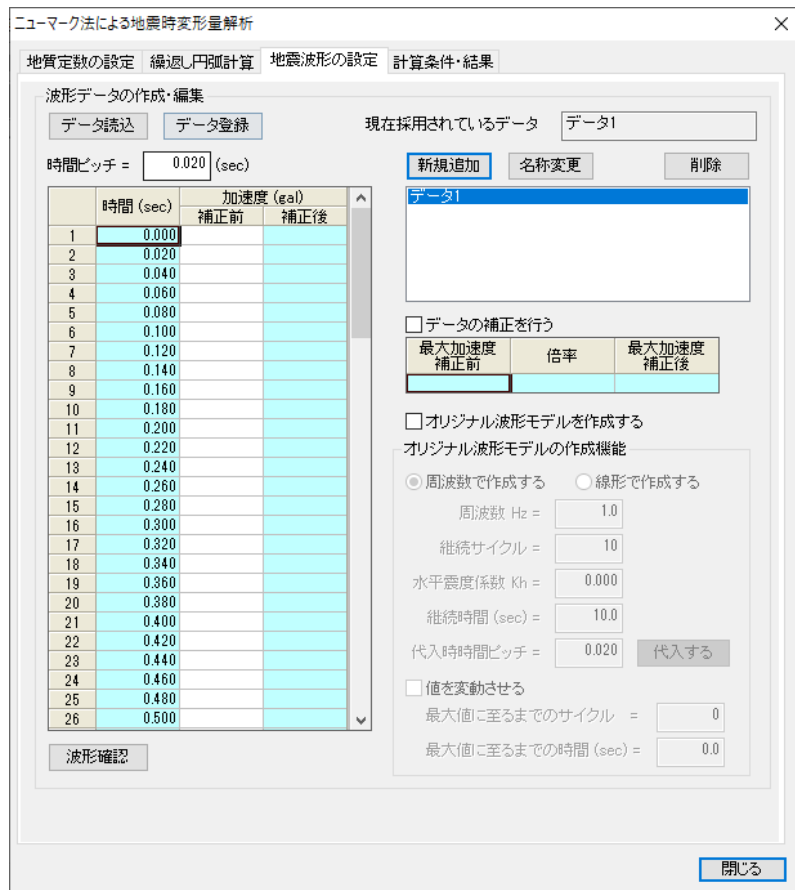 ニューマーク法による地震時変形量解析
地質定数の設定 繰返し円弧計算 地震波形の設定 計算条件・結果
波形データの作成・編集
データ読込 データ登録 現在採用されているデータ データ1
時間ピッチ = 0.020 (sec)
新規追加 名称変更 削除
データ1
時間 (sec) 加速度 (gal)
補正前 補正後
1 0.000
2 0.020
3 0.040
4 0.060
5 0.080
6 0.100
7 0.120
8 0.140
9 0.160
10 0.180
11 0.200
12 0.220
13 0.240
14 0.260
15 0.280
16 0.300
17 0.320
18 0.340
19 0.360
20 0.380
21 0.400
22 0.420
23 0.440
24 0.460
25 0.480
26 0.500
波形確認
データの補正を行う
最大加速度補正前 倍率 最大加速度補正後
オリジナル波形モデルを作成する
オリジナル波形モデルの作成機能
周波数で作成する 線形で作成する
周波数 Hz = 1.0
継続サイクル = 10
水平震度係数 Kh = 0.000
継続時間 (sec) = 10.0
代入時時間ピッチ = 0.020 代入する
値を変動させる
最大値に至るまでのサイクル = 0
最大値に至るまでの時間 (sec) = 0.0
閉じる